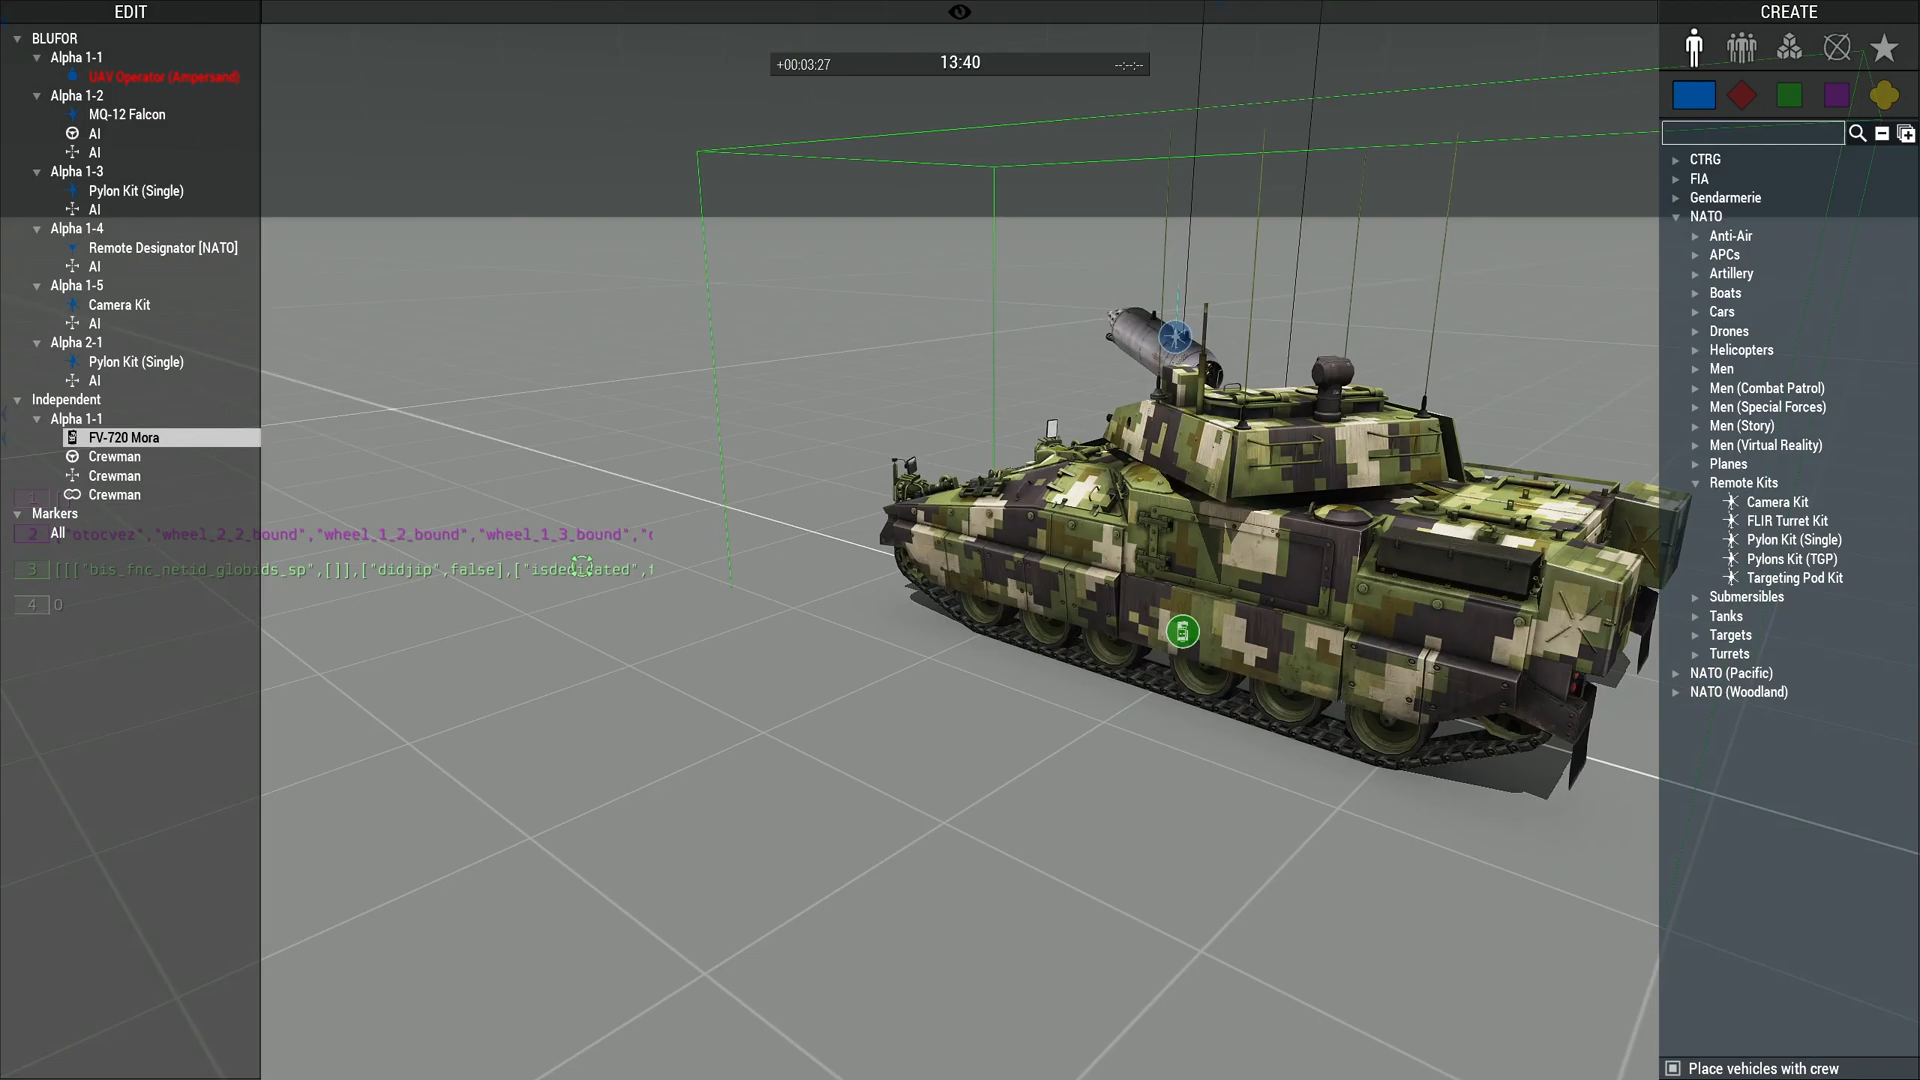 EDIT
BLUFOR
Alpha 1-1
UAV Operator (Ampersand)
Alpha 1-2
MQ-12 Falcon
AI
AI
Alpha 1-3
Pylon Kit (Single)
AI
Alpha 1-4
Remote Designator [NATO]
AI
Alpha 1-5
Camera Kit
AI
Alpha 2-1
Pylon Kit (Single)
AI
Independent
Alpha 1-1
FV-720 Mora
Crewman
Crewman
1
Crewman
Markers
All
2 "otocvez","wheel_2_2_bound","wheel_1_2_bound","wheel_1_3_bound","
3 [[["bis_fnc_netid_globids_sp",[]],["didjip",false],["isdedicated",
4 0
+00:03:27 13:40 --:--:--
CREATE
CTRG
FIA
Gendarmerie
NATO
Anti-Air
APCs
Artillery
Boats
Cars
Drones
Helicopters
Men
Men (Combat Patrol)
Men (Special Forces)
Men (Story)
Men (Virtual Reality)
Planes
Remote Kits
Camera Kit
FLIR Turret Kit
Pylon Kit (Single)
Pylons Kit (TGP)
Targeting Pod Kit
Submersibles
Tanks
Targets
Turrets
NATO (Pacific)
NATO (Woodland)
Place vehicles with crew